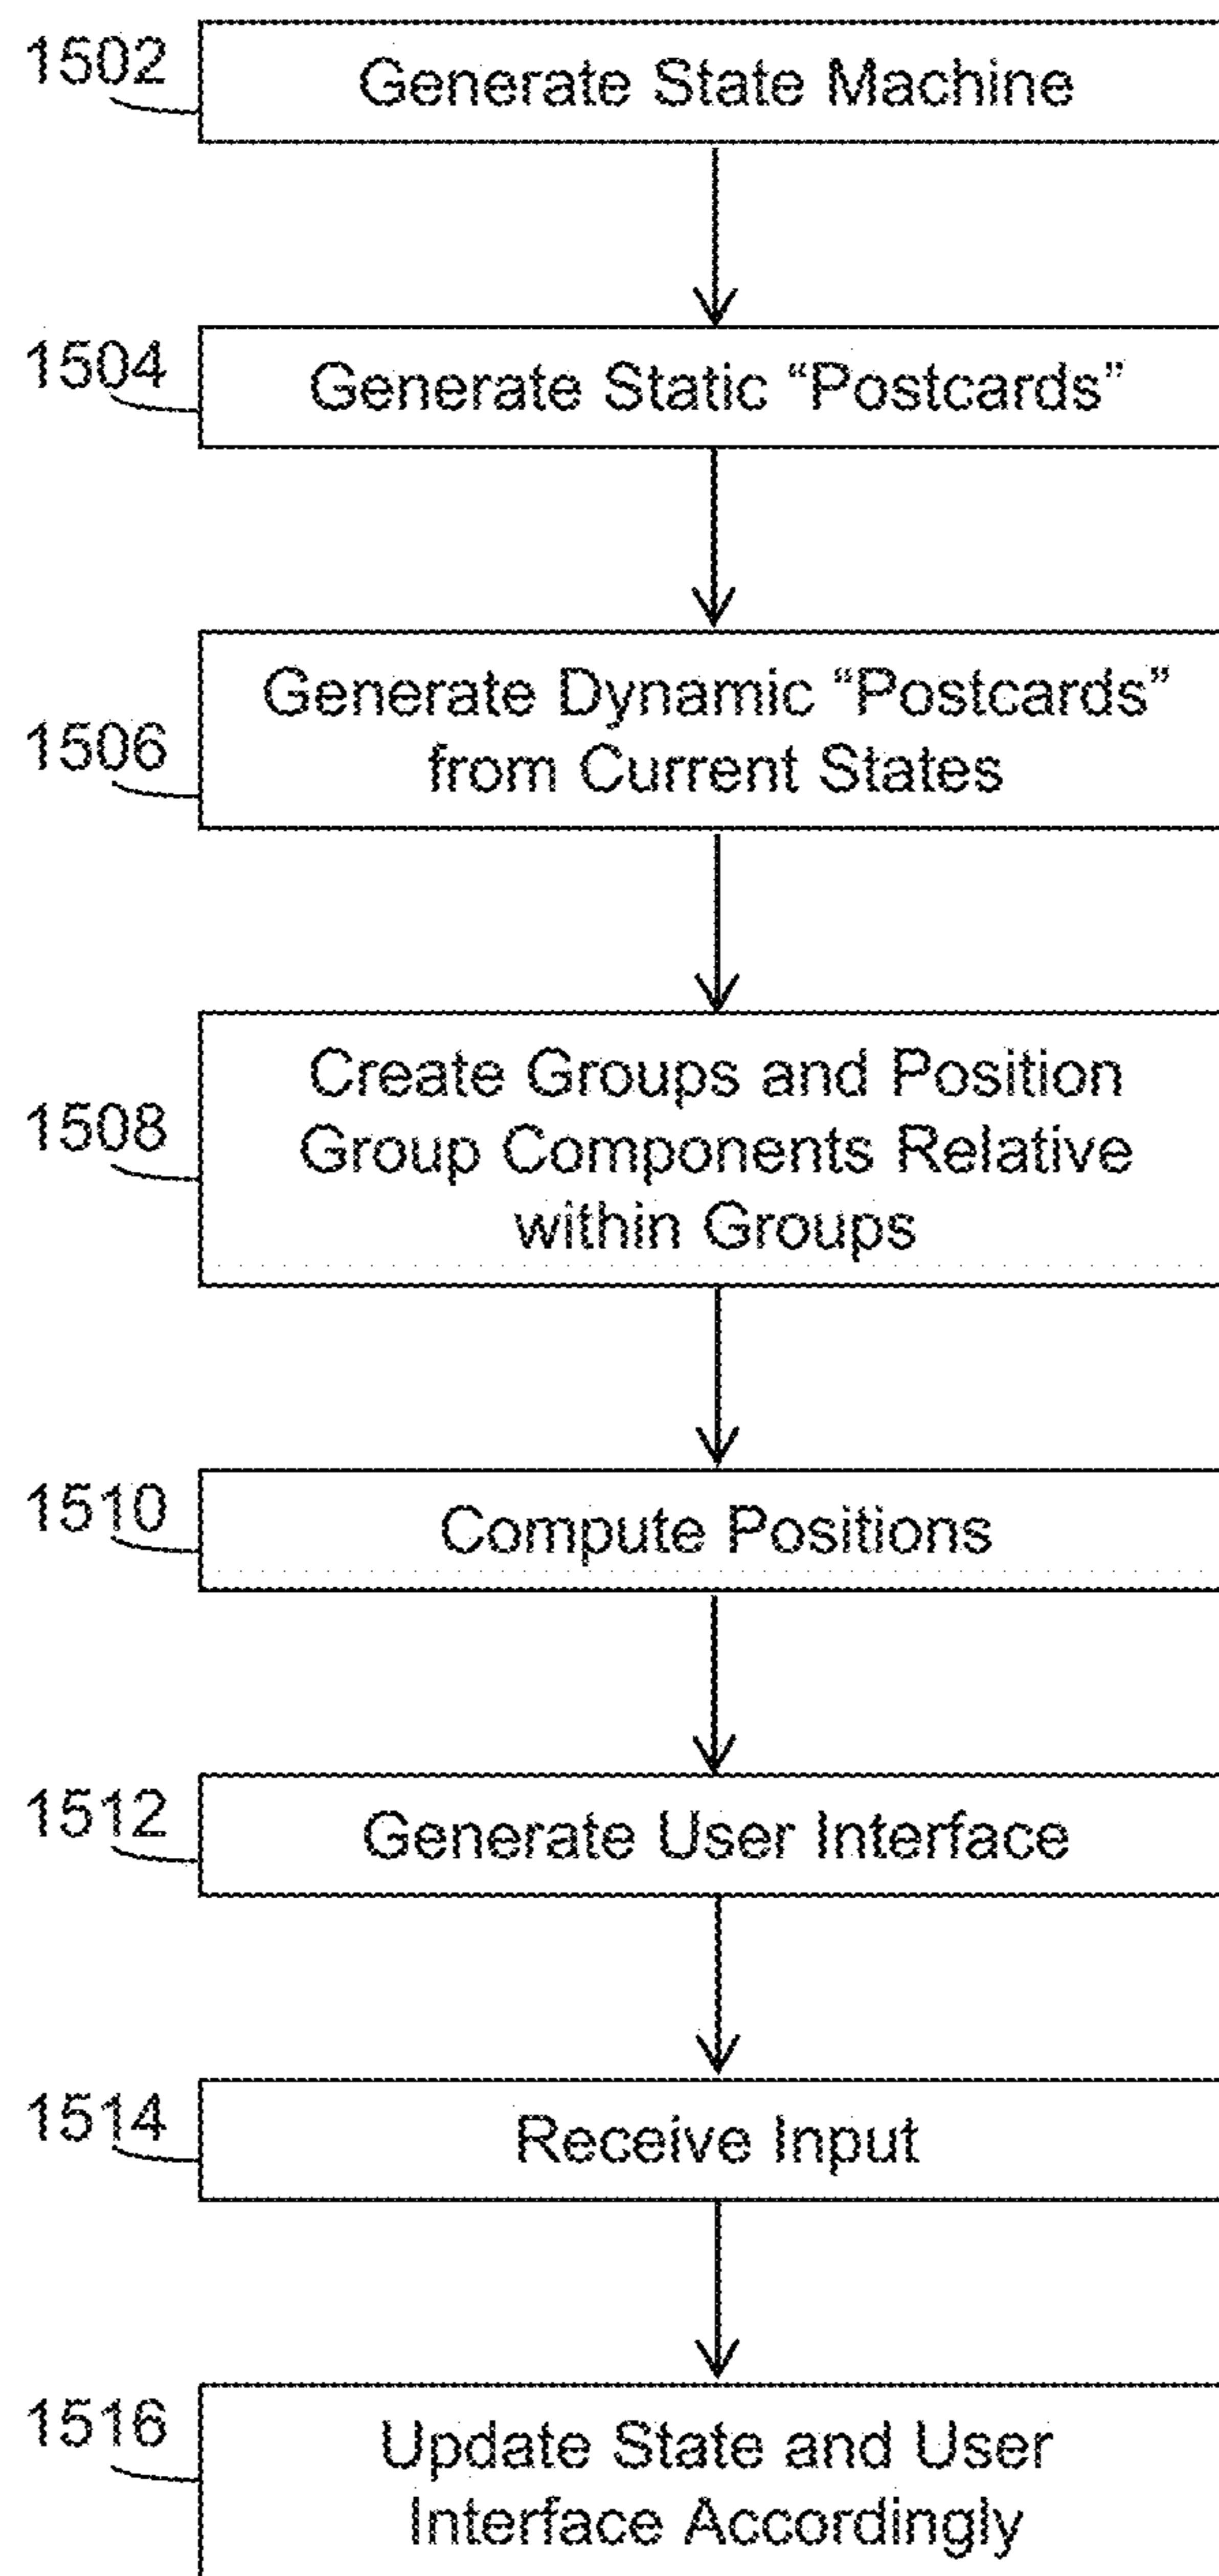 1502
Generate State Machine
1504
Generate Static “Postcards”
Generate Dynamic “Postcards”
1506
from Current States
Create Groups and Position
1508
Group Components Relative
within Groups
1510
Compute Positions
1512
Generate User Interface
1514
Receive Input
1516
Update State and User
Interface Accordingly